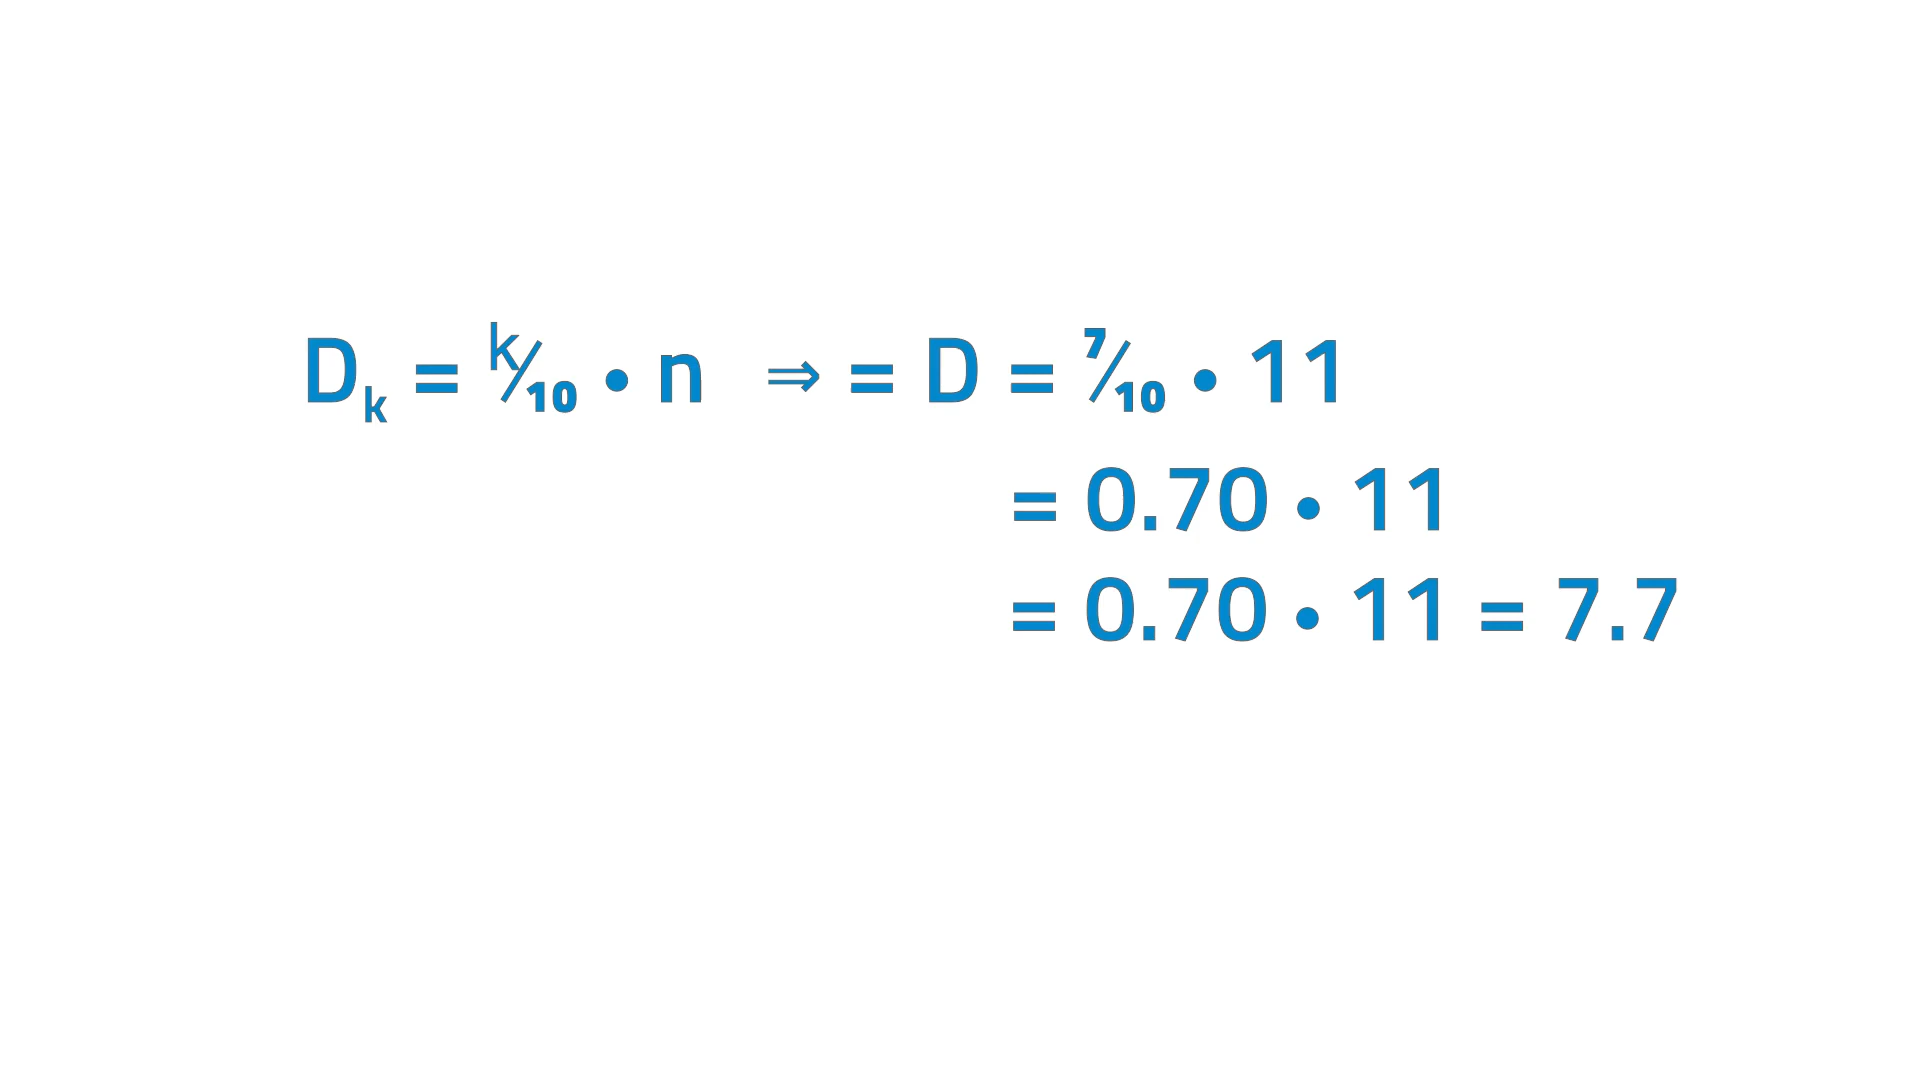 Dₖ = k⁄₁₀ • n ⇒ = D = ⁷⁄₁₀ • 11
= 0.70 • 11
= 0.70 • 11 = 7.7